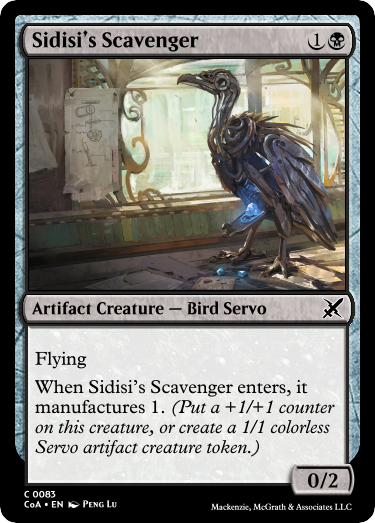 Sidisi's Scavenger 1
Artifact Creature — Bird Servo
Flying
When Sidisi's Scavenger enters, it
manufactures 1. (Put a +1/+1 counter
on this creature, or create a 1/1 colorless
Servo artifact creature token.)
0/2
C 0083
CoA • EN Peng Lu
Mackenzie, McGrath & Associates LLC